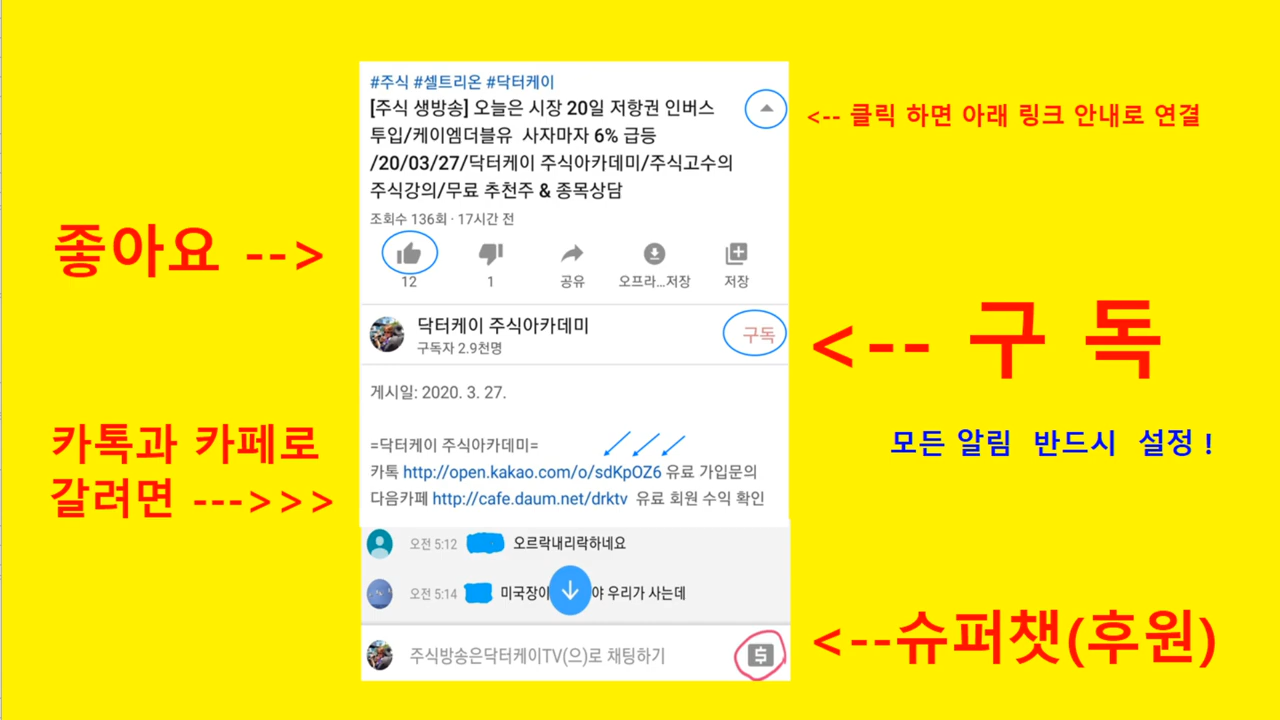 #주식 #셀트리온 #닥터케이
[주식 생방송] 오늘은 시장 20일 저항권 인버스
투입/케이엠더블유 사자마자 6% 급등
/20/03/27/닥터케이 주식아카데미/주식고수의
주식강의/무료 추천주 & 종목상담
<-- 클릭 하면 아래 링크 안내로 연결
조회수 136회 · 17시간 전
좋아요 -->
12
1
공유
오프라...저장
저장
닥터케이 주식아카데미
구독자 2.9천명
구독
<-- 구 독
게시일: 2020. 3. 27.
모든 알림 반드시 설정 !
카톡과 카페로
갈려면 --->>>
=닥터케이 주식아카데미=
카톡 http://open.kakao.com/o/sdKpOZ6 유료 가입문의
다음카페 http://cafe.daum.net/drktv 유료 회원 수익 확인
오전 5:12 오르락내리락하네요
오전 5:14 미국장이 야 우리가 사는데
주식방송은닥터케이TV(으)로 채팅하기
<--슈퍼챗(후원)